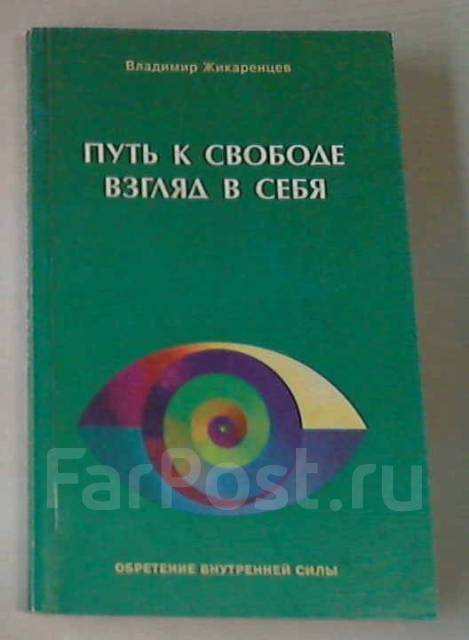 Владимир Жикаренцев
ПУТЬ К СВОБОДЕ
ВЗГЛЯД В СЕБЯ
FarPost.ru
ОБРЕТЕНИЕ ВНУТРЕННЕЙ СИЛЫ